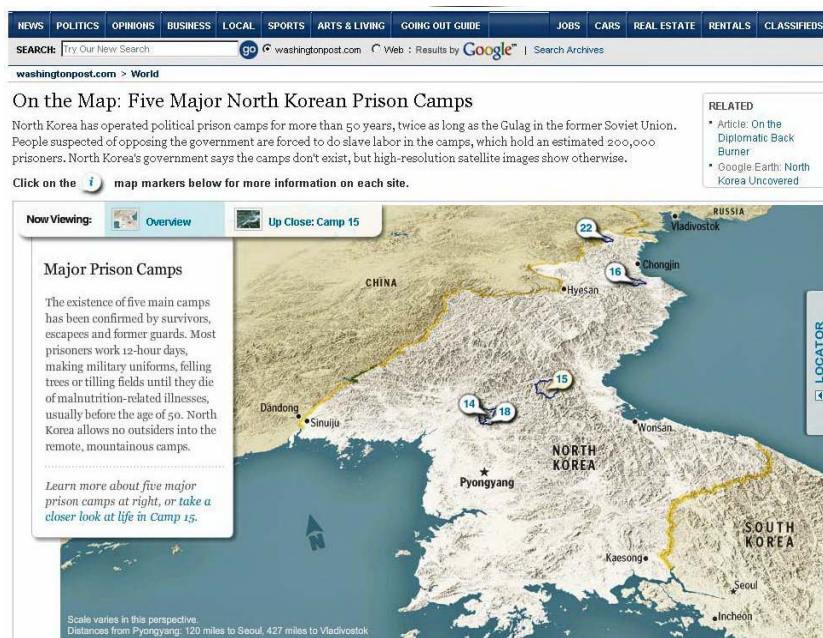 NEWS POLITICS OPINIONS BUSINESS LOCAL SPORTS ARTS & LIVING GOING OUT GUIDE JOBS CARS REAL ESTATE RENTALS CLASSIFIEDS
SEARCH: Try Our New Search go washingtonpost.com Web : Results by Google™ | Search Archives
washingtonpost.com > World
On the Map: Five Major North Korean Prison Camps
North Korea has operated political prison camps for more than 50 years, twice as long as the Gulag in the former Soviet Union.
People suspected of opposing the government are forced to do slave labor in the camps, which hold an estimated 200,000
prisoners. North Korea's government says the camps don't exist, but high-resolution satellite images show otherwise.
Click on the i map markers below for more information on each site.
RELATED
Article: On the
Diplomatic Back
Burner
Google Earth: North
Korea Uncovered
Now Viewing: Overview Up Close: Camp 15
Major Prison Camps
The existence of five main camps
has been confirmed by survivors,
escapees and former guards. Most
prisoners work 12-hour days,
making military uniforms, felling
trees or tilling fields until they die
of malnutrition-related illnesses,
usually before the age of 50. North
Korea allows no outsiders into the
remote, mountainous camps.
Learn more about five major
prison camps at right, or take a
closer look at life in Camp 15.
RUSSIA
Vladivostok
22
Chongjin
16
CHINA
Hyesan
LOCATOR
15
14
18
Dandong
Sinuiju
Wonsan
NORTH
KOREA
Pyongyang
N
SOUTH
KOREA
Kaesong
Seoul
Incheon
Scale varies in this perspective.
Distances from Pyongyang: 120 miles to Seoul, 427 miles to Vladivostok